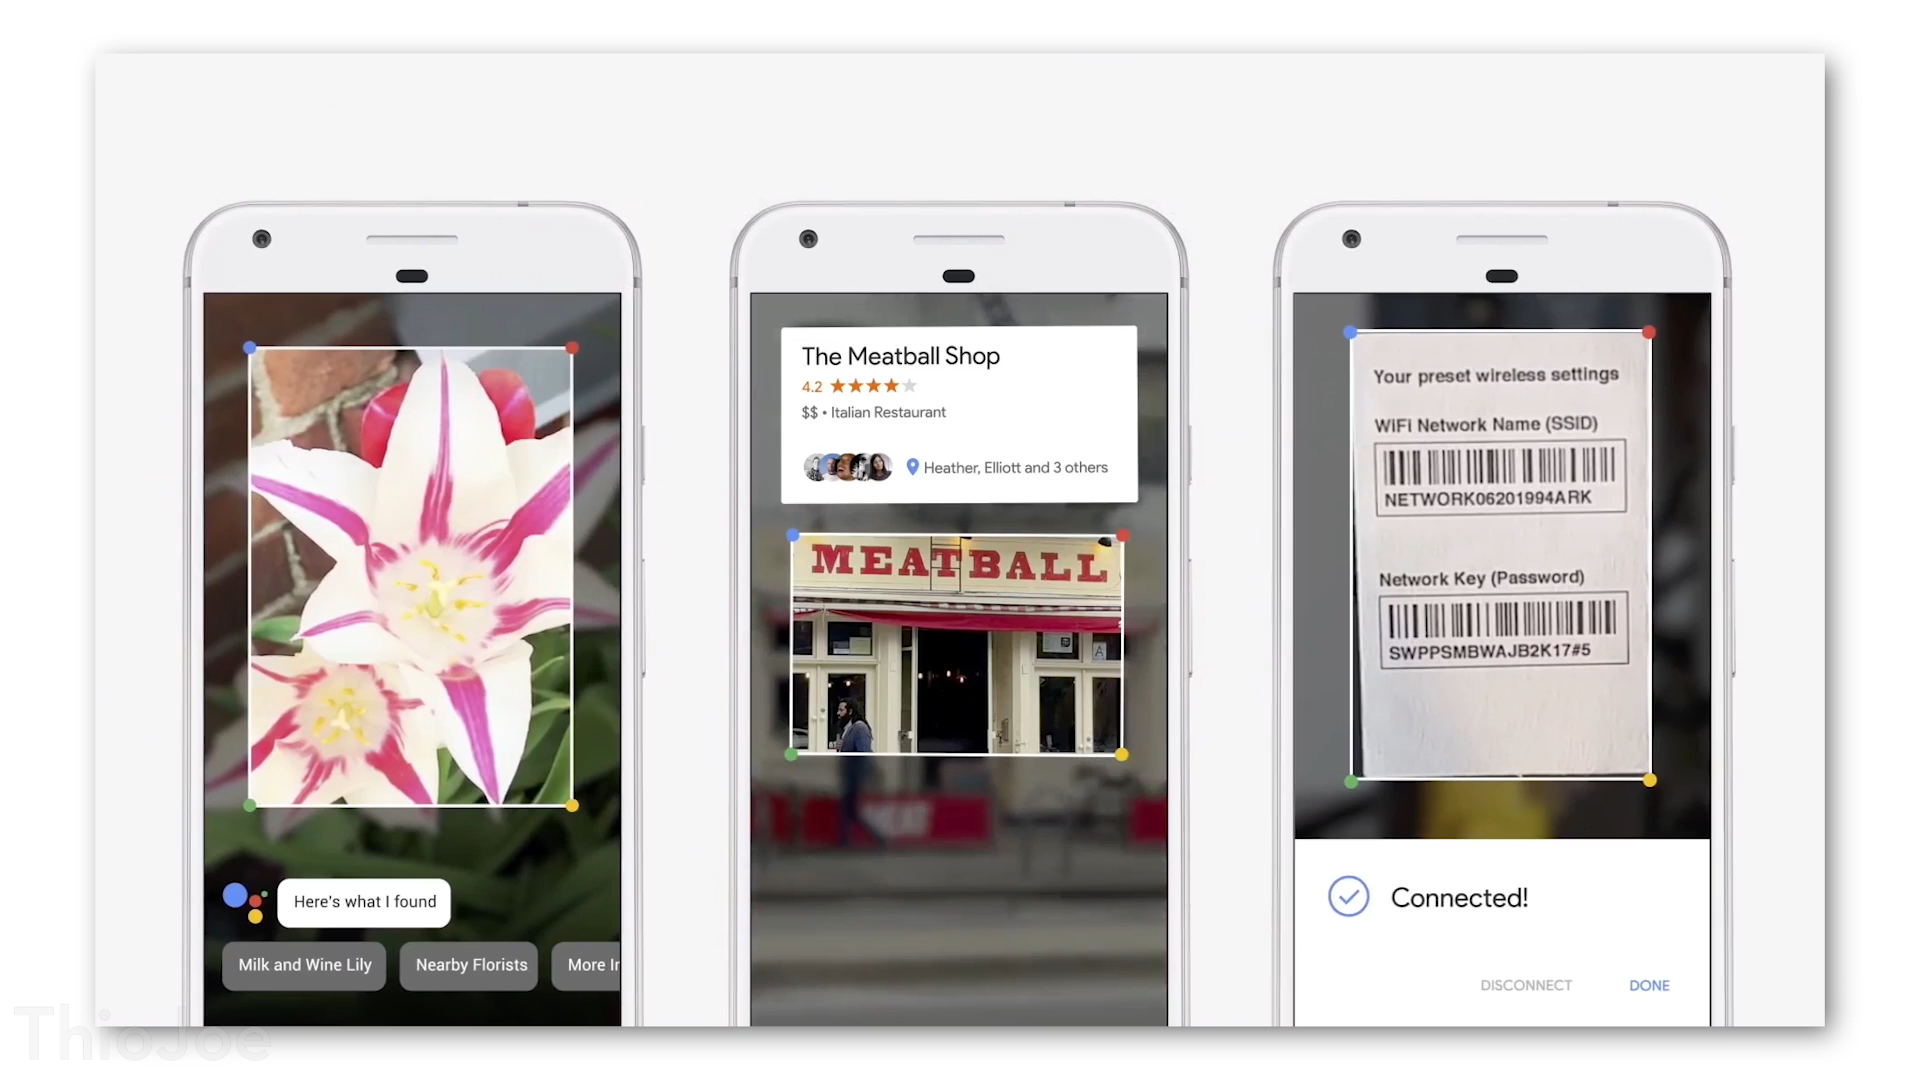 Here's what I found
Milk and Wine Lily
Nearby Florists
More In
The Meatball Shop
4.2
$$ • Italian Restaurant
Heather, Elliott and 3 others
MEATBALL
A
Your preset wireless settings
WiFi Network Name (SSID)
NETWORK06201994ARK
Network Key (Password)
SWPPSMBWAJB2K17#5
Connected!
DISCONNECT
DONE
ThioJoe